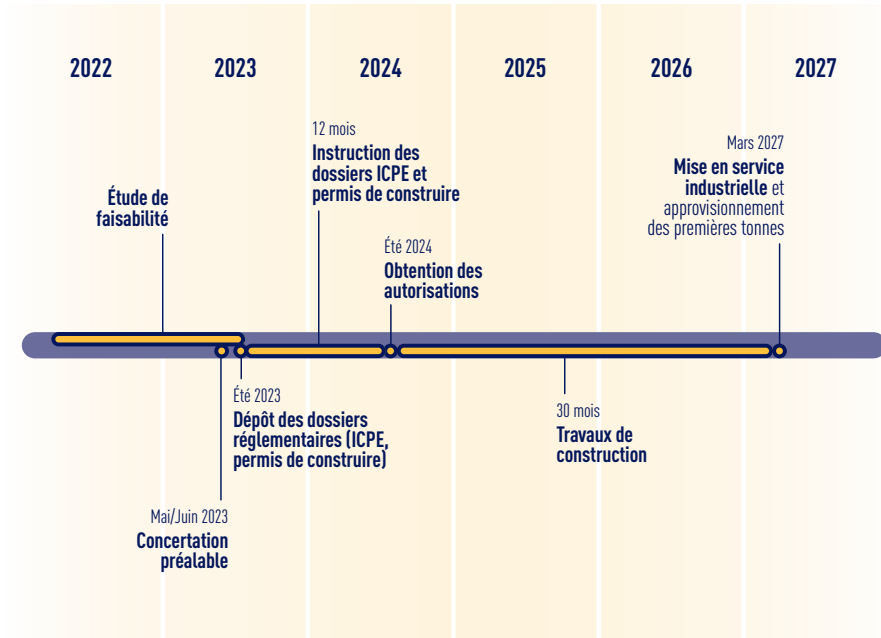 2022
2023
2024
2025
2026
2027
Étude de
faisabilité
12 mois
Instruction des
dossiers ICPE et
permis de construire
Été 2024
Obtention des
autorisations
Mars 2027
Mise en service
industrielle et
approvisionnement
des premières tonnes
Mai/Juin 2023
Concertation
préalable
Été 2023
Dépôt des dossiers
réglementaires (ICPE,
permis de construire)
30 mois
Travaux de
construction